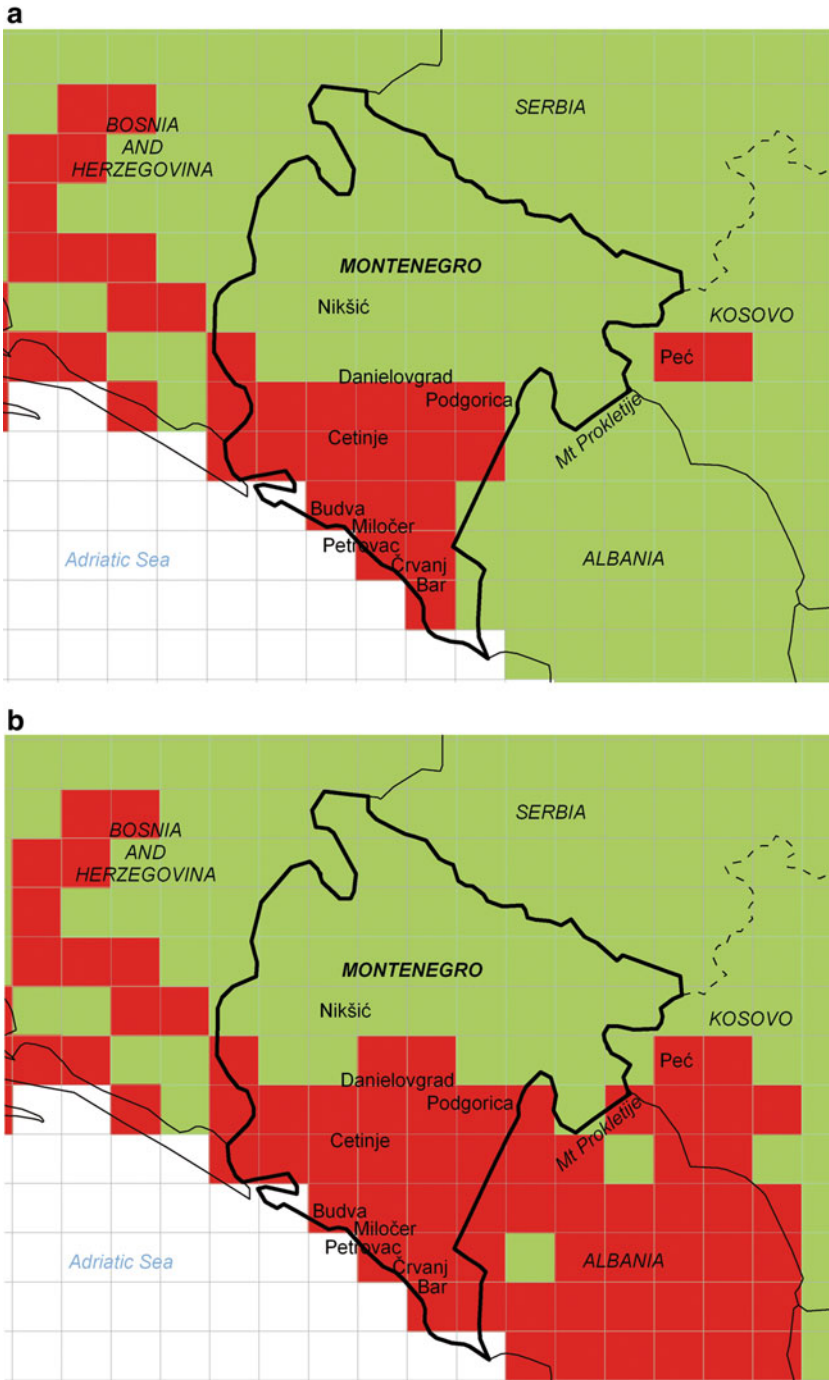 a
SERBIA
BOSNIA
AND
HERZEGOVINA
MONTENEGRO
Nikšić
KOSOVO
Peć
Danielovgrad
Podgorica
Mt Prokletije
Cetinje
Budva
Miločer
Petrovac
Adriatic Sea
ALBANIA
Črvanj
Bar
b
SERBIA
BOSNIA
AND
HERZEGOVINA
MONTENEGRO
Nikšić
KOSOVO
Peć
Danielovgrad
Podgorica
Mt Prokletije
Cetinje
Budva
Miločer
Petrovac
Adriatic Sea
ALBANIA
Črvanj
Bar